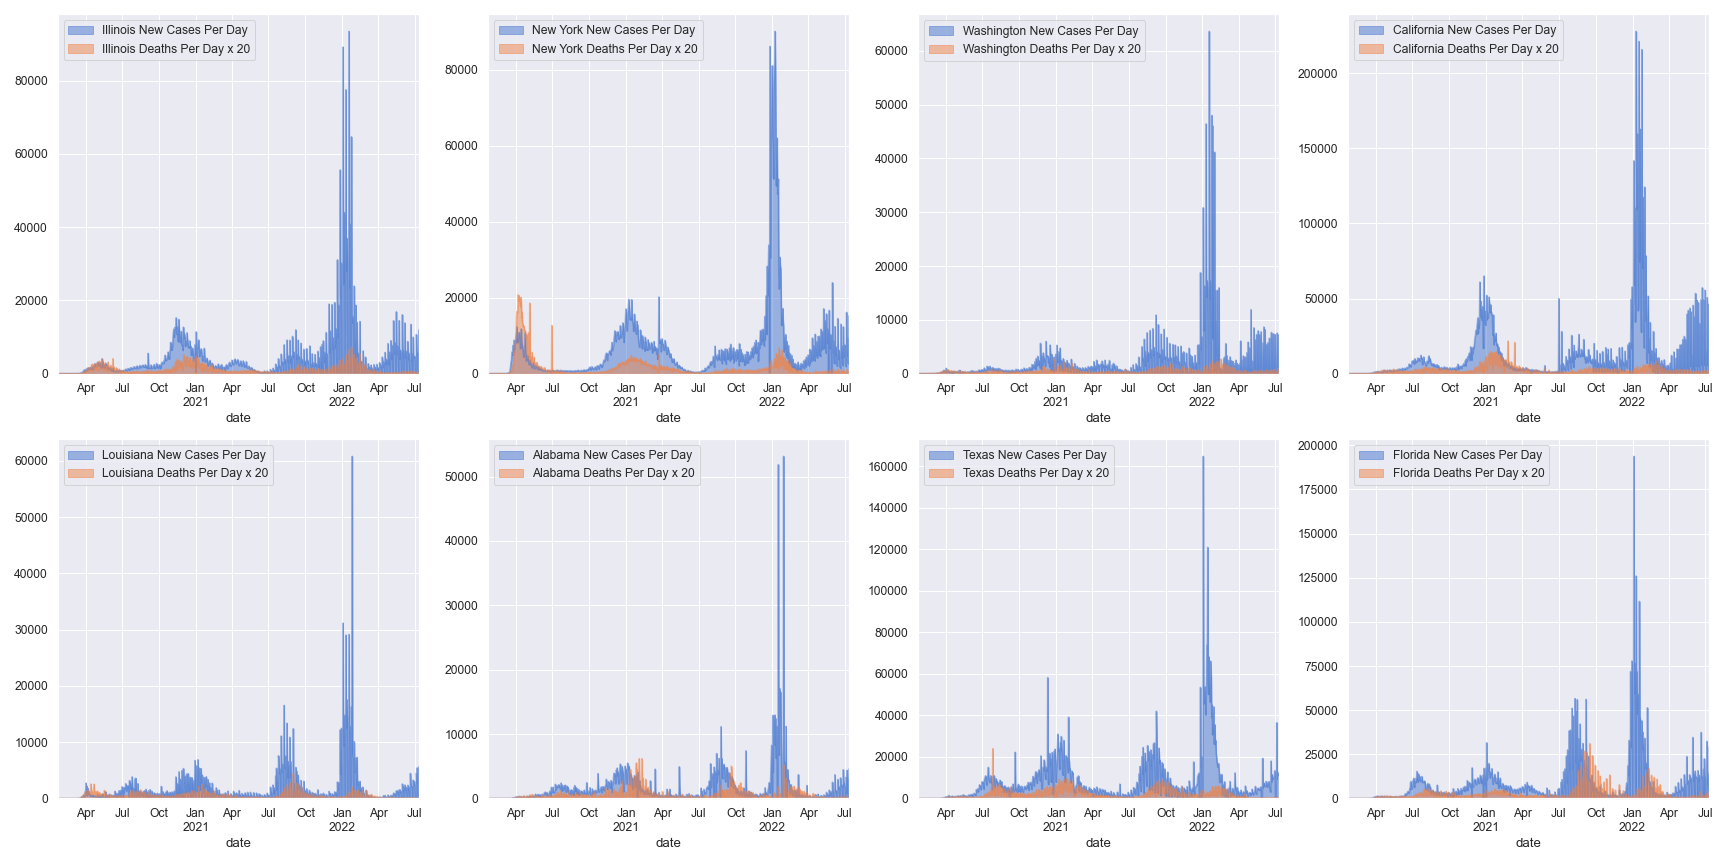 Illinois New Cases Per Day
Illinois Deaths Per Day x 20
80000
60000
40000
20000
0
Apr Jul Oct Jan Apr Jul Oct Jan Apr Jul
2021 2022
date
New York New Cases Per Day
New York Deaths Per Day x 20
80000
60000
40000
20000
0
Apr Jul Oct Jan Apr Jul Oct Jan Apr Jul
2021 2022
date
Washington New Cases Per Day
Washington Deaths Per Day x 20
60000
50000
40000
30000
20000
10000
0
Apr Jul Oct Jan Apr Jul Oct Jan Apr Jul
2021 2022
date
California New Cases Per Day
California Deaths Per Day x 20
200000
150000
100000
50000
0
Apr Jul Oct Jan Apr Jul Oct Jan Apr Jul
2021 2022
date
Louisiana New Cases Per Day
Louisiana Deaths Per Day x 20
60000
50000
40000
30000
20000
10000
0
Apr Jul Oct Jan Apr Jul Oct Jan Apr Jul
2021 2022
date
Alabama New Cases Per Day
Alabama Deaths Per Day x 20
50000
40000
30000
20000
10000
0
Apr Jul Oct Jan Apr Jul Oct Jan Apr Jul
2021 2022
date
Texas New Cases Per Day
Texas Deaths Per Day x 20
160000
140000
120000
100000
80000
60000
40000
20000
0
Apr Jul Oct Jan Apr Jul Oct Jan Apr Jul
2021 2022
date
Florida New Cases Per Day
Florida Deaths Per Day x 20
200000
175000
150000
125000
100000
75000
50000
25000
0
Apr Jul Oct Jan Apr Jul Oct Jan Apr Jul
2021 2022
date